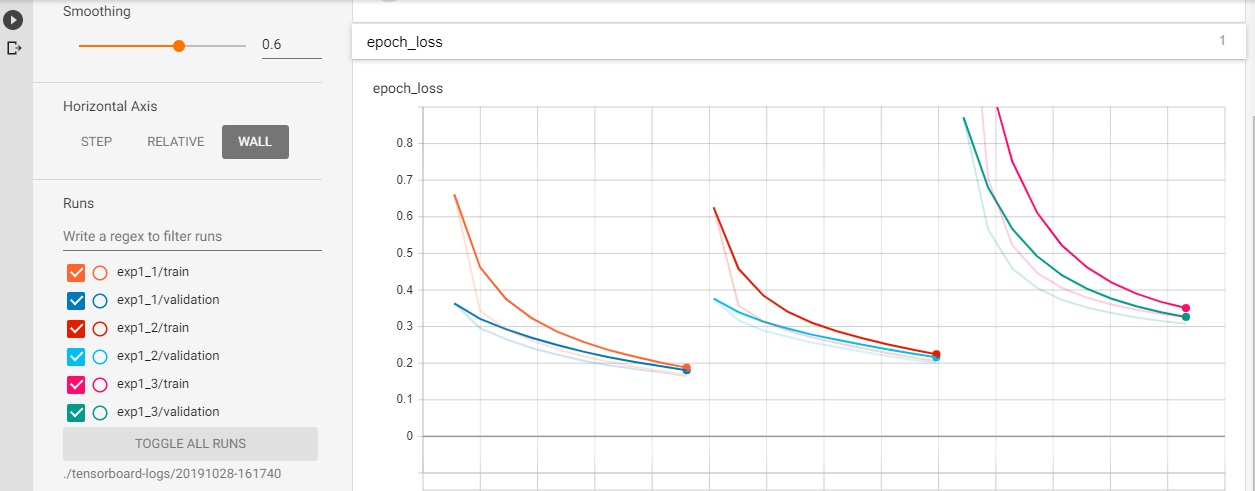 Smoothing
0.6
Horizontal Axis
STEP RELATIVE WALL
Runs
Write a regex to filter runs
exp1_1/train
exp1_1/validation
exp1_2/train
exp1_2/validation
exp1_3/train
exp1_3/validation
TOGGLE ALL RUNS
./tensorboard-logs/20191028-161740
epoch_loss 1
epoch_loss
0.8
0.7
0.6
0.5
0.4
0.3
0.2
0.1
0